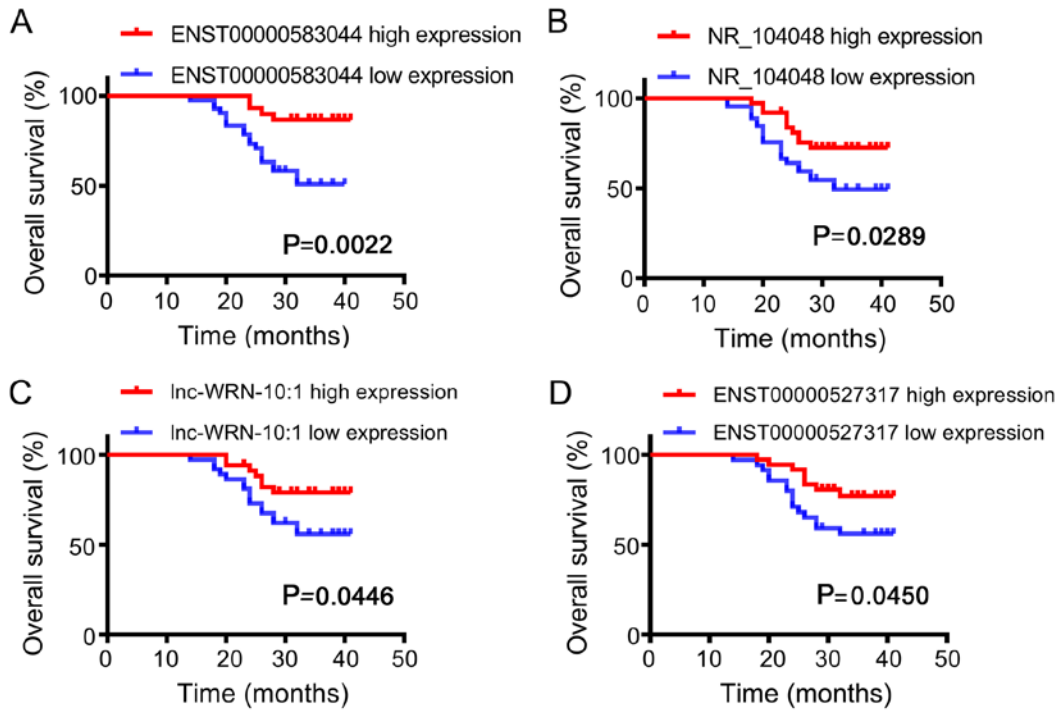 A
ENST00000583044 high expression
ENST00000583044 low expression
Overall survival (%)
100
50
0
P=0.0022
0 10 20 30 40 50
Time (months)
B
NR_104048 high expression
NR_104048 low expression
Overall survival (%)
100
50
0
P=0.0289
0 10 20 30 40 50
Time (months)
C
lnc-WRN-10:1 high expression
lnc-WRN-10:1 low expression
Overall survival (%)
100
50
0
P=0.0446
0 10 20 30 40 50
Time (months)
D
ENST00000527317 high expression
ENST00000527317 low expression
Overall survival (%)
100
50
0
P=0.0450
0 10 20 30 40 50
Time (months)